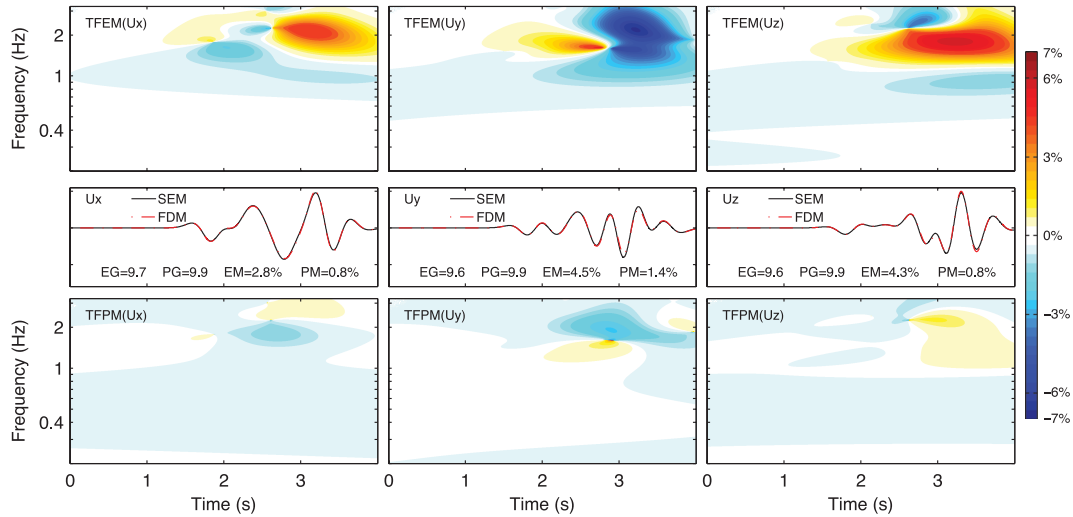 TFEM(Ux)
TFEM(Uy)
TFEM(Uz)
Frequency (Hz)
2
1
0.4
7%
6%
3%
0%
−3%
−6%
−7%
Ux
SEM
FDM
EG=9.7 PG=9.9 EM=2.8% PM=0.8%
Uy
SEM
FDM
EG=9.6 PG=9.9 EM=4.5% PM=1.4%
Uz
SEM
FDM
EG=9.6 PG=9.9 EM=4.3% PM=0.8%
TFPM(Ux)
TFPM(Uy)
TFPM(Uz)
Frequency (Hz)
2
1
0.4
0 1 2 3
0 1 2 3
0 1 2 3
Time (s)
Time (s)
Time (s)